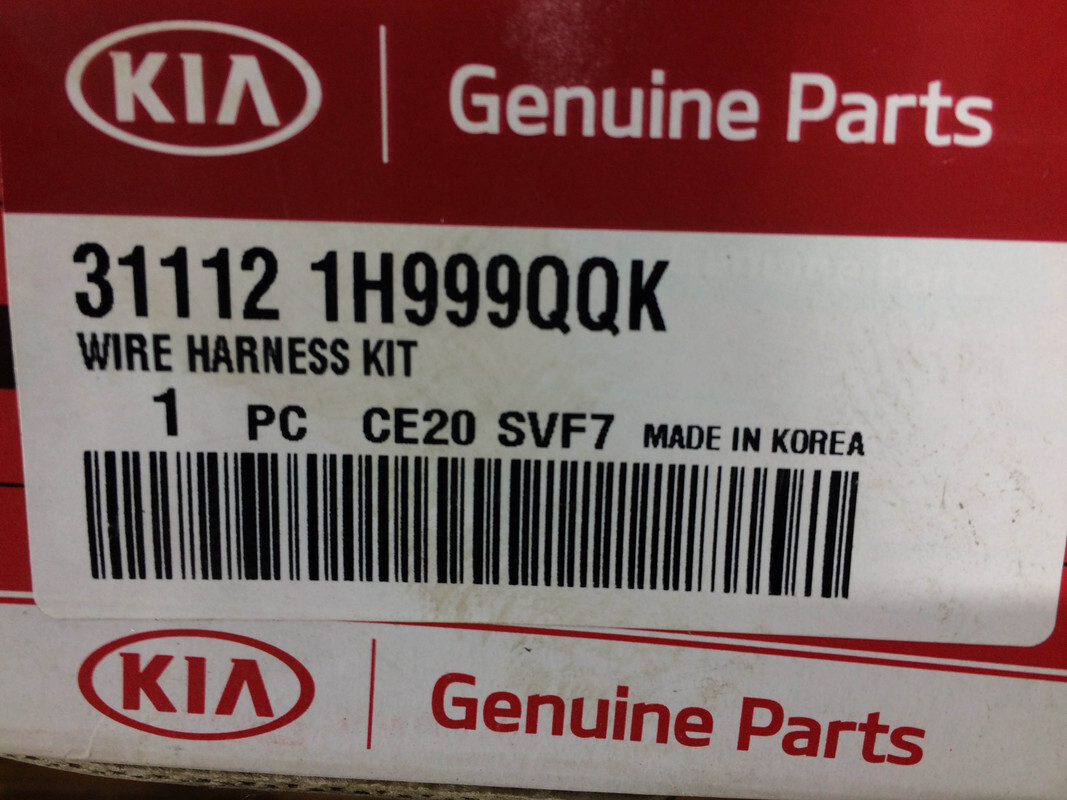 KIA Genuine Parts
31112 1H999QQK
WIRE HARNESS KIT
1 PC CE20 SVF7 MADE IN KOREA
KIA Genuine Parts